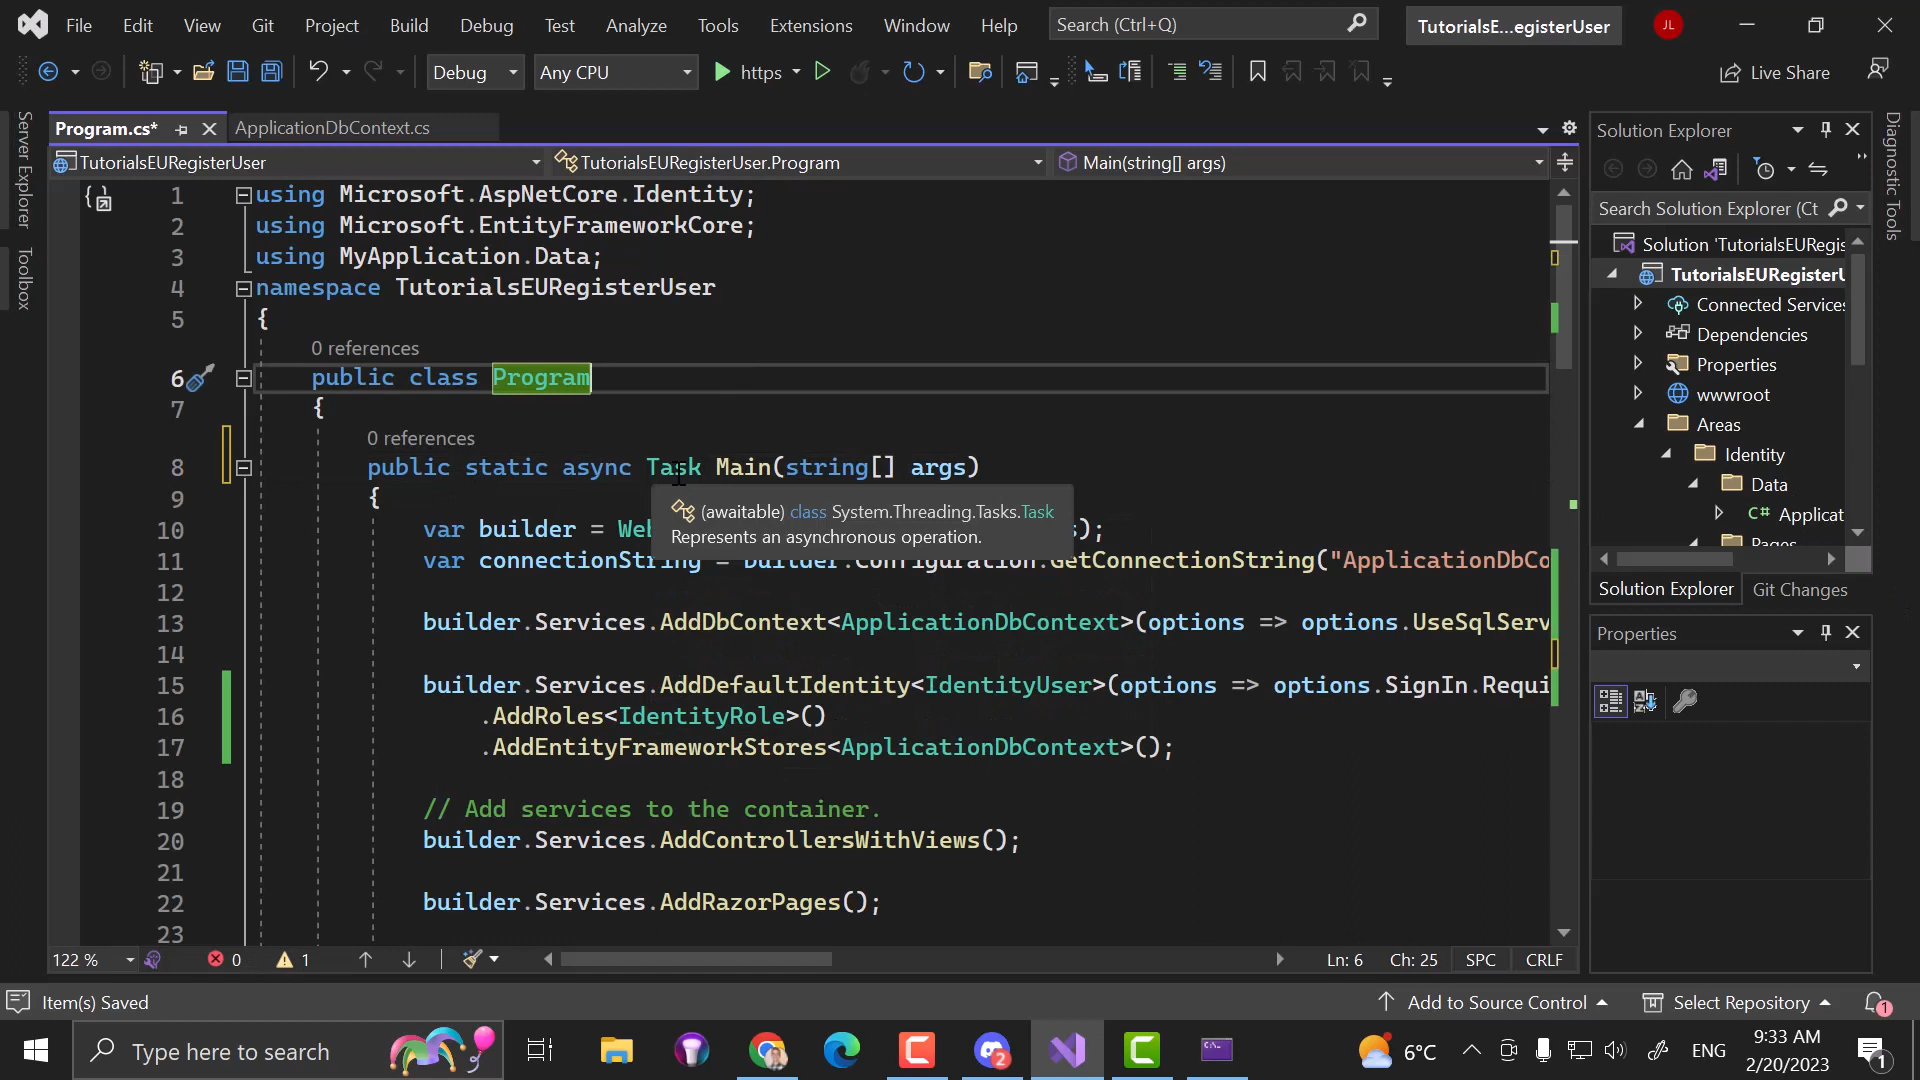 File Edit View Git Project Build Debug Test Analyze Tools Extensions Window Help Search (Ctrl+Q) TutorialsE...egisterUser JL
Debug Any CPU https Live Share
Program.cs* ApplicationDbContext.cs
TutorialsEURegisterUser TutorialsEURegisterUser.Program Main(string[] args)
Server Explorer
Toolbox
1 using Microsoft.AspNetCore.Identity;
2 using Microsoft.EntityFrameworkCore;
3 using MyApplication.Data;
4 namespace TutorialsEURegisterUser
5 {
0 references
6 public class Program
7 {
0 references
8 public static async Task Main(string[] args)
9 {
(awaitable) class System.Threading.Tasks.Task
Represents an asynchronous operation.
10 var builder = Web s);
11 var connectionString = builder.Configuration.GetConnectionString("ApplicationDbCo
12
13 builder.Services.AddDbContext<ApplicationDbContext>(options => options.UseSqlServ
14
15 builder.Services.AddDefaultIdentity<IdentityUser>(options => options.SignIn.Requi
16 .AddRoles<IdentityRole>()
17 .AddEntityFrameworkStores<ApplicationDbContext>();
18
19 // Add services to the container.
20 builder.Services.AddControllersWithViews();
21
22 builder.Services.AddRazorPages();
23
122 % 0 1 Ln: 6 Ch: 25 SPC CRLF
Solution Explorer
Search Solution Explorer (Ct
Solution 'TutorialsEURegis
TutorialsEURegisterU
Connected Services
Dependencies
Properties
wwwroot
Areas
Identity
Data
C# Applicat
Pages
Solution Explorer Git Changes
Properties
Diagnostic Tools
Item(s) Saved Add to Source Control Select Repository 1
Type here to search 2 6°C ENG 9:33 AM
2/20/2023 1